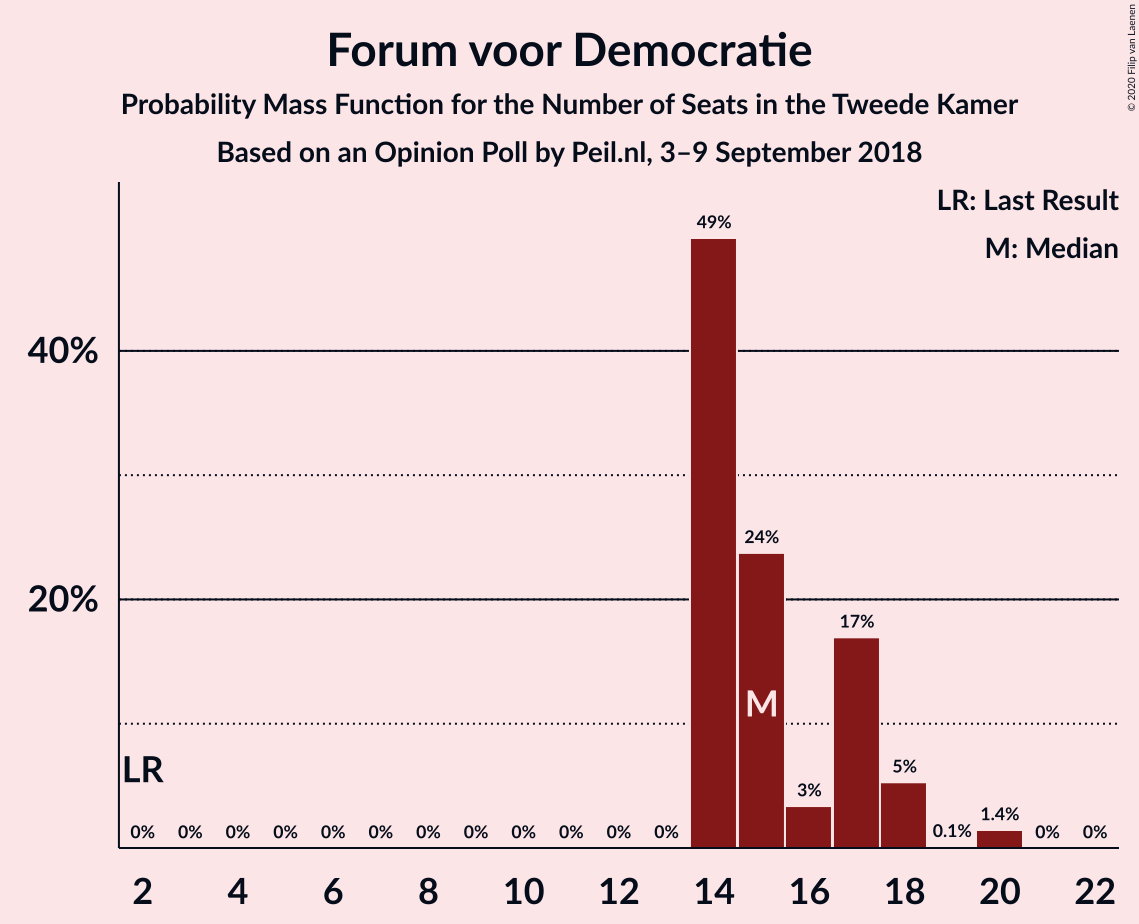 Forum voor Democratie
Probability Mass Function for the Number of Seats in the Tweede Kamer
Based on an Opinion Poll by Peil.nl, 3–9 September 2018
© 2020 Filip van Laenen
LR: Last Result
M: Median
49%
40%
24%
20%
17%
M
LR
5%
3%
1.4%
0% 0% 0% 0% 0% 0% 0% 0% 0% 0% 0% 0% 0.1% 0% 0%
2 4 6 8 10 12 14 16 18 20 22